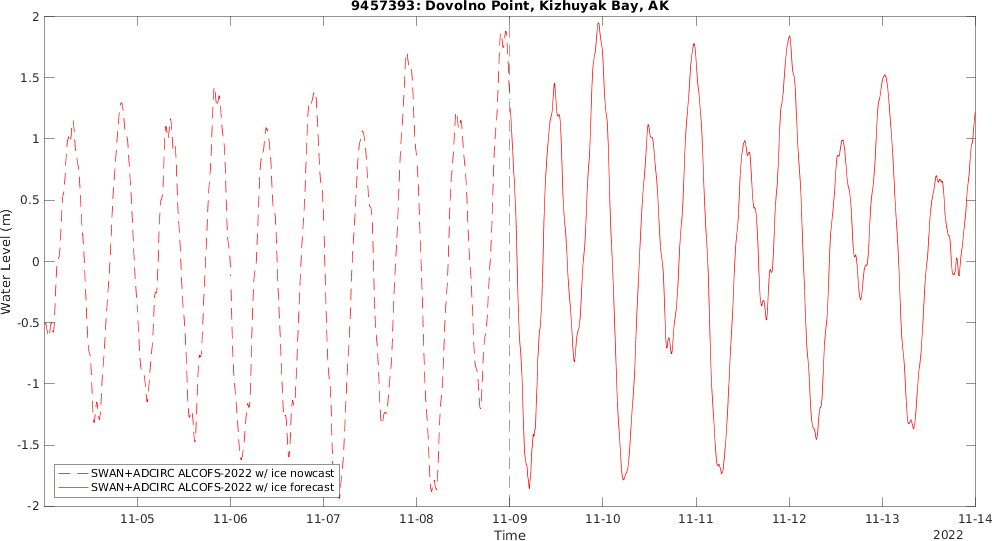 9457393: Dovolno Point, Kizhuyak Bay, AK
Water Level (m)
2
1.5
1
0.5
0
-0.5
-1
-1.5
-2
SWAN+ADCIRC ALCOFS-2022 w/ ice nowcast
SWAN+ADCIRC ALCOFS-2022 w/ ice forecast
11-05 11-06 11-07 11-08 11-09 11-10 11-11 11-12 11-13 11-14
Time
2022